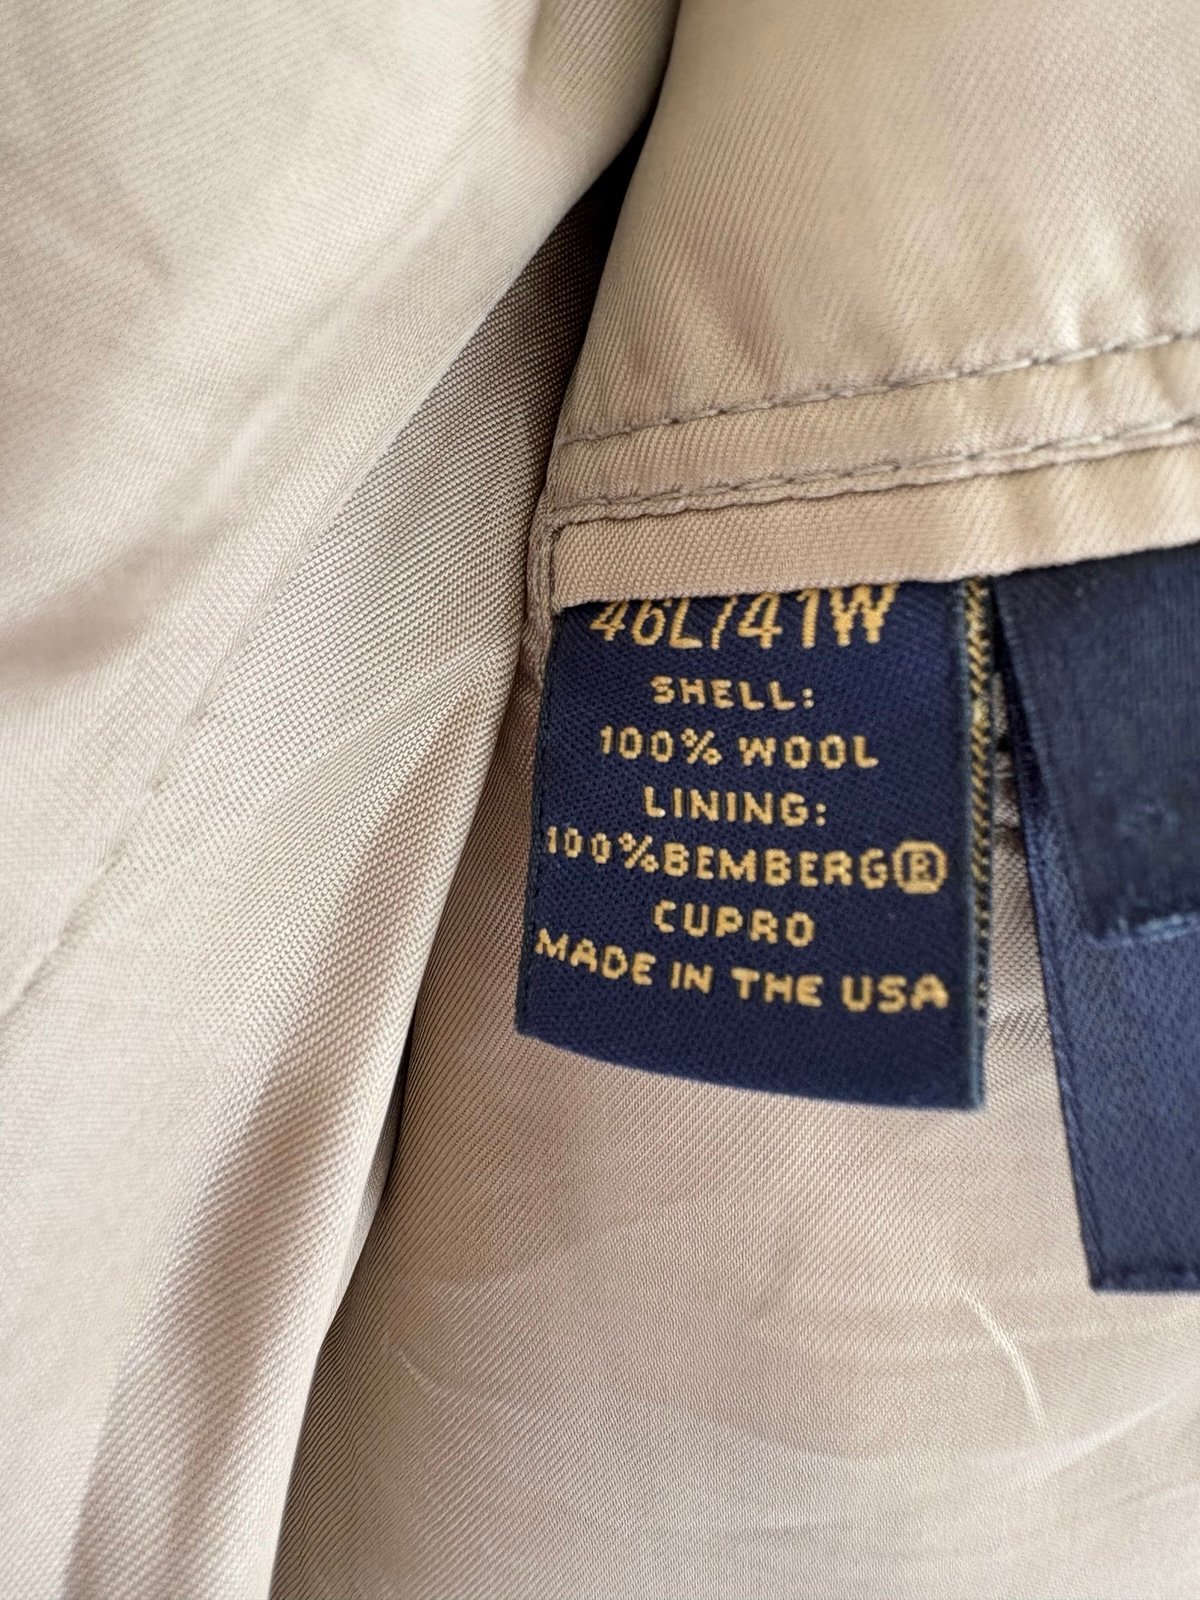 46L/41W
SHELL:
100% WOOL
LINING:
100%BEMBERG®
CUPRO
MADE IN THE USA